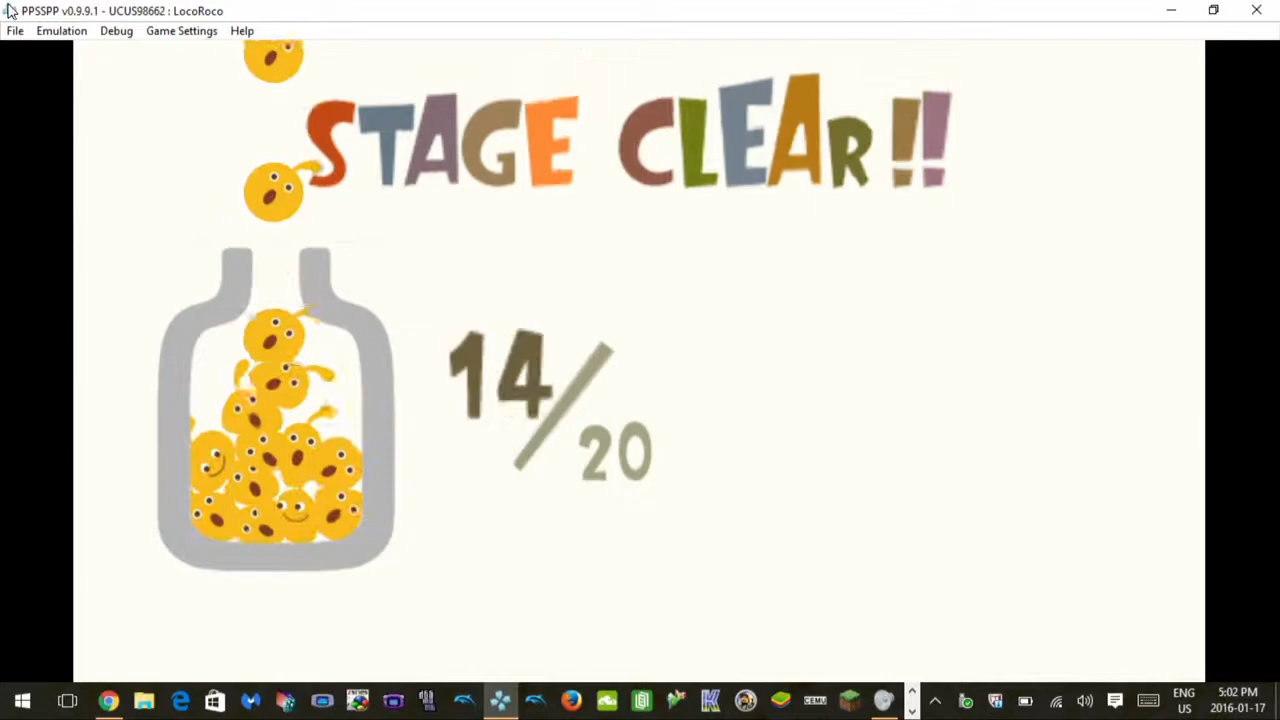 PPSSPP v0.9.9.1 - UCUS98662 : LocoRoco
File Emulation Debug Game Settings Help
STAGE CLEAR!!
14/20
CEMU
ENG 5:02 PM
US 2016-01-17